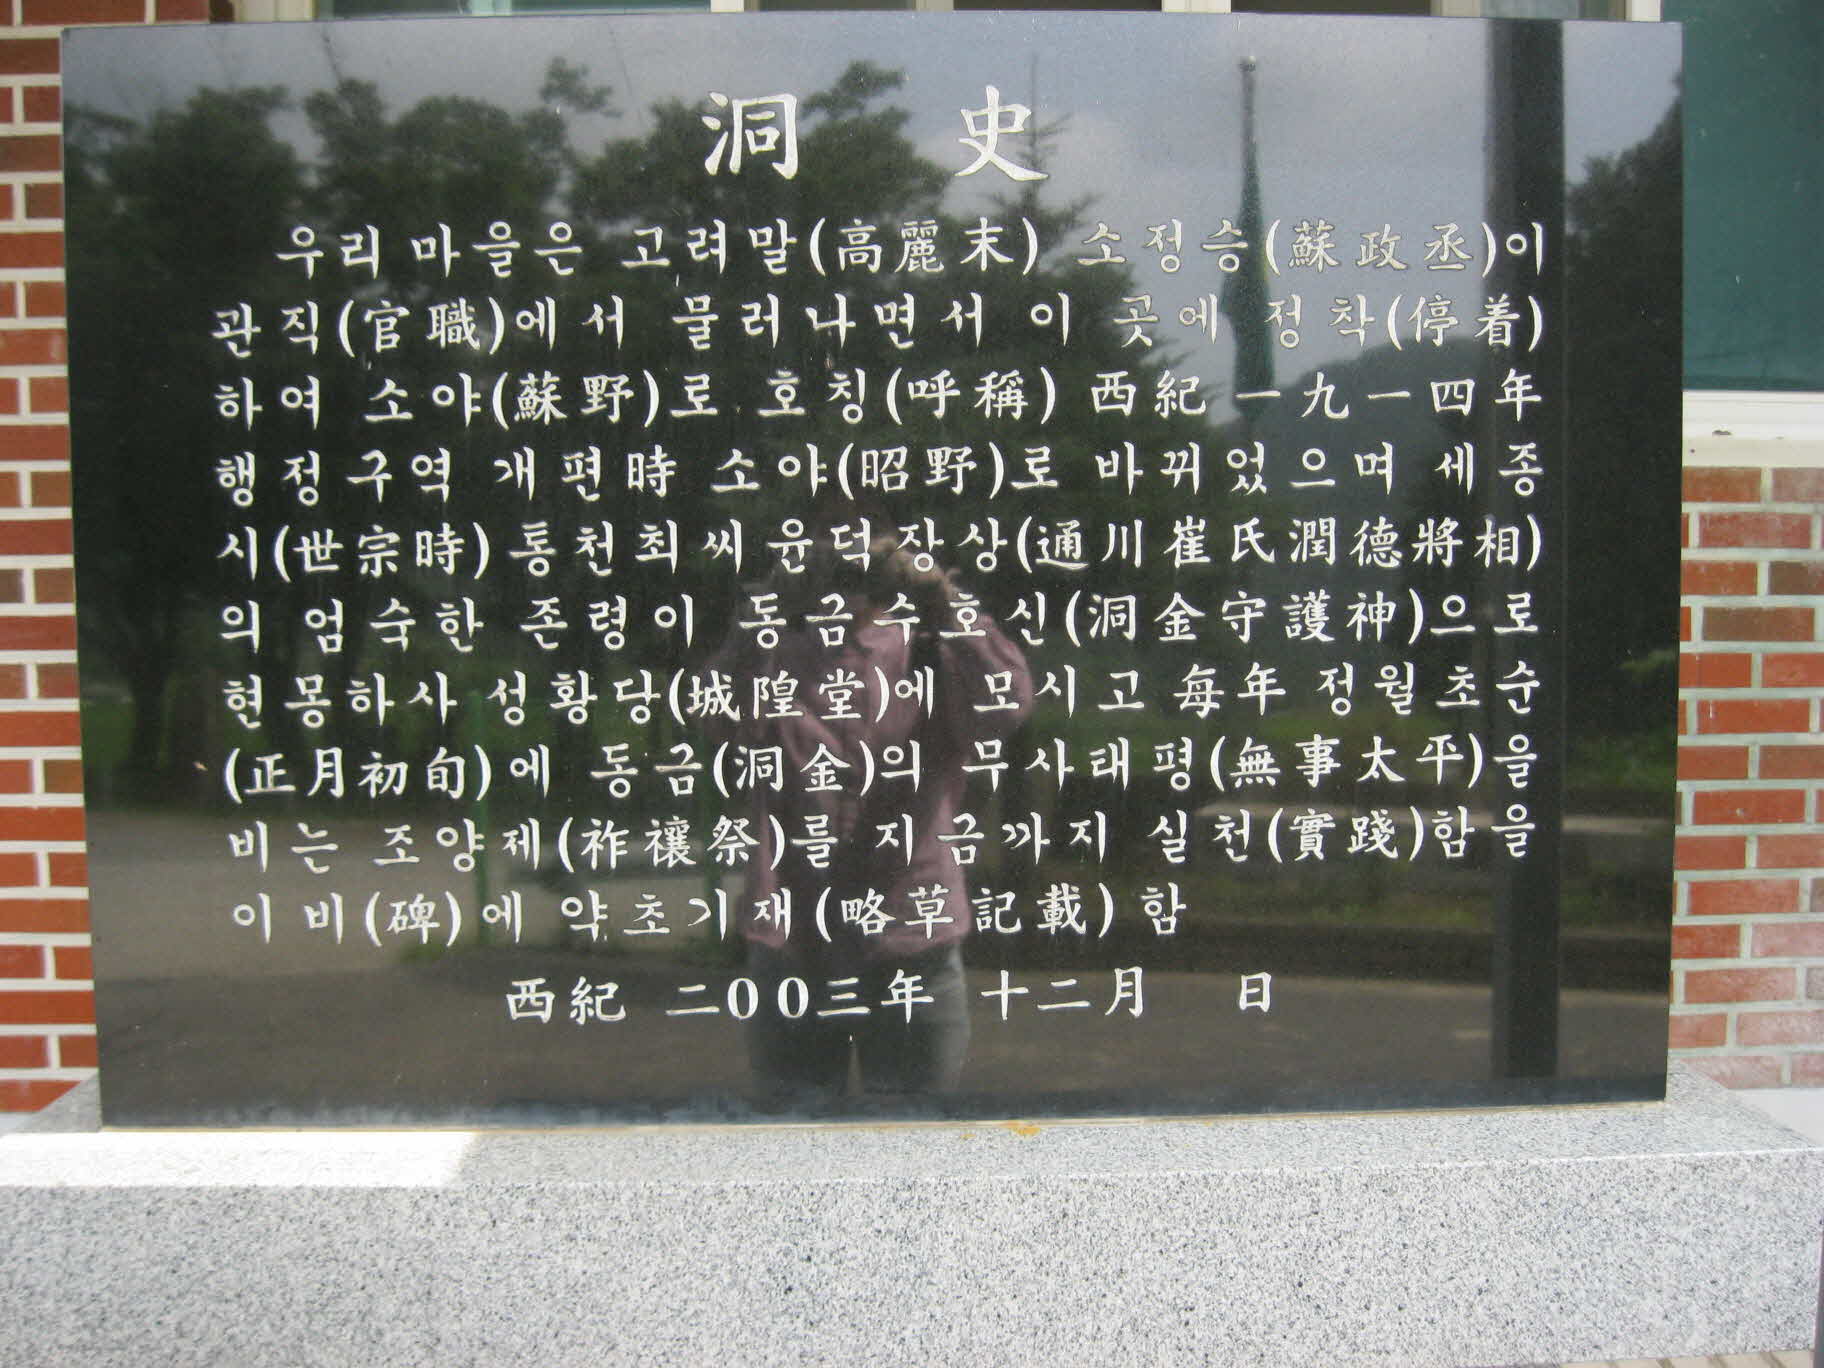 洞 史
우리 마을은 고려말(高麗末) 소정승(蘇政丞)이
관직(官職)에서 물러나면서 이 곳에 정착(停着)
하여 소야(蘇野)로 호칭(呼稱) 西紀 一九一四年
행정구역 개편時 소야(昭野)로 바뀌었으며 세종
시(世宗時) 통천최씨윤덕장상(通川崔氏潤德將相)
의 엄숙한 존령이 동금수호신(洞金守護神)으로
현몽하사 성황당(城隍堂)에 모시고 每年 정월초순
(正月初旬)에 동금(洞金)의 무사태평(無事太平)을
비는 조양제(祚禳祭)를 지금까지 실천(實踐)함을
이 비(碑)에 약초기재(略草記載) 함
西紀 二00三年 十二月 日